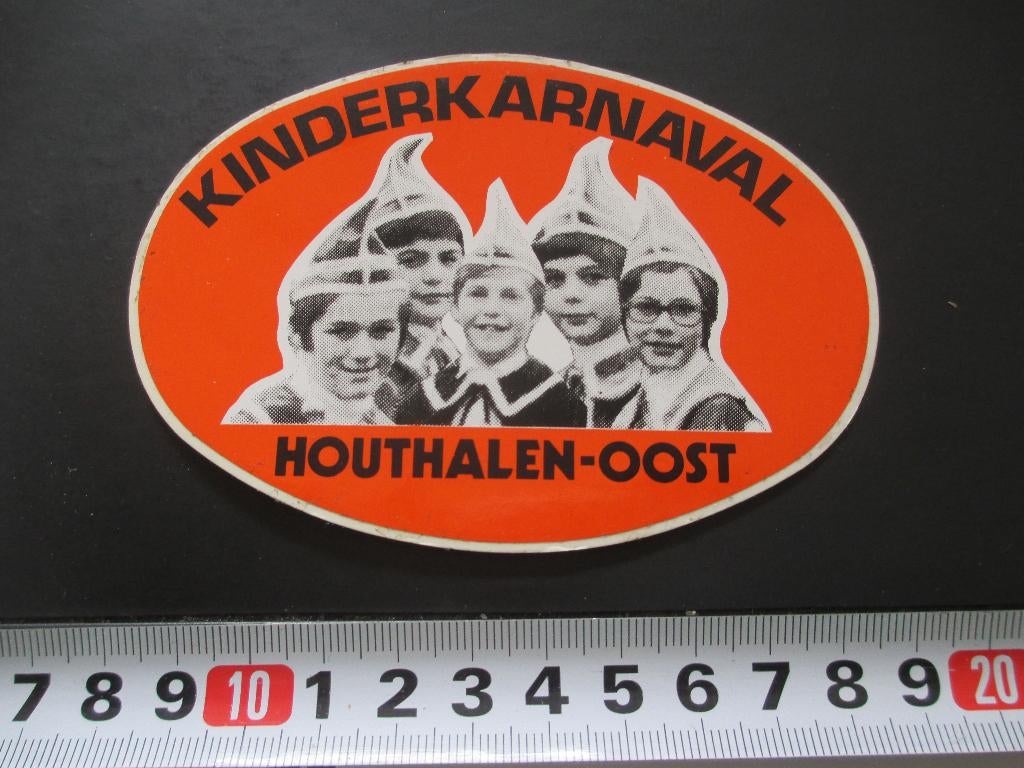 KINDERKARNAVAL
HOUTHALEN-OOST
7 8 9 10 1 2 3 4 5 6 7 8 9 20